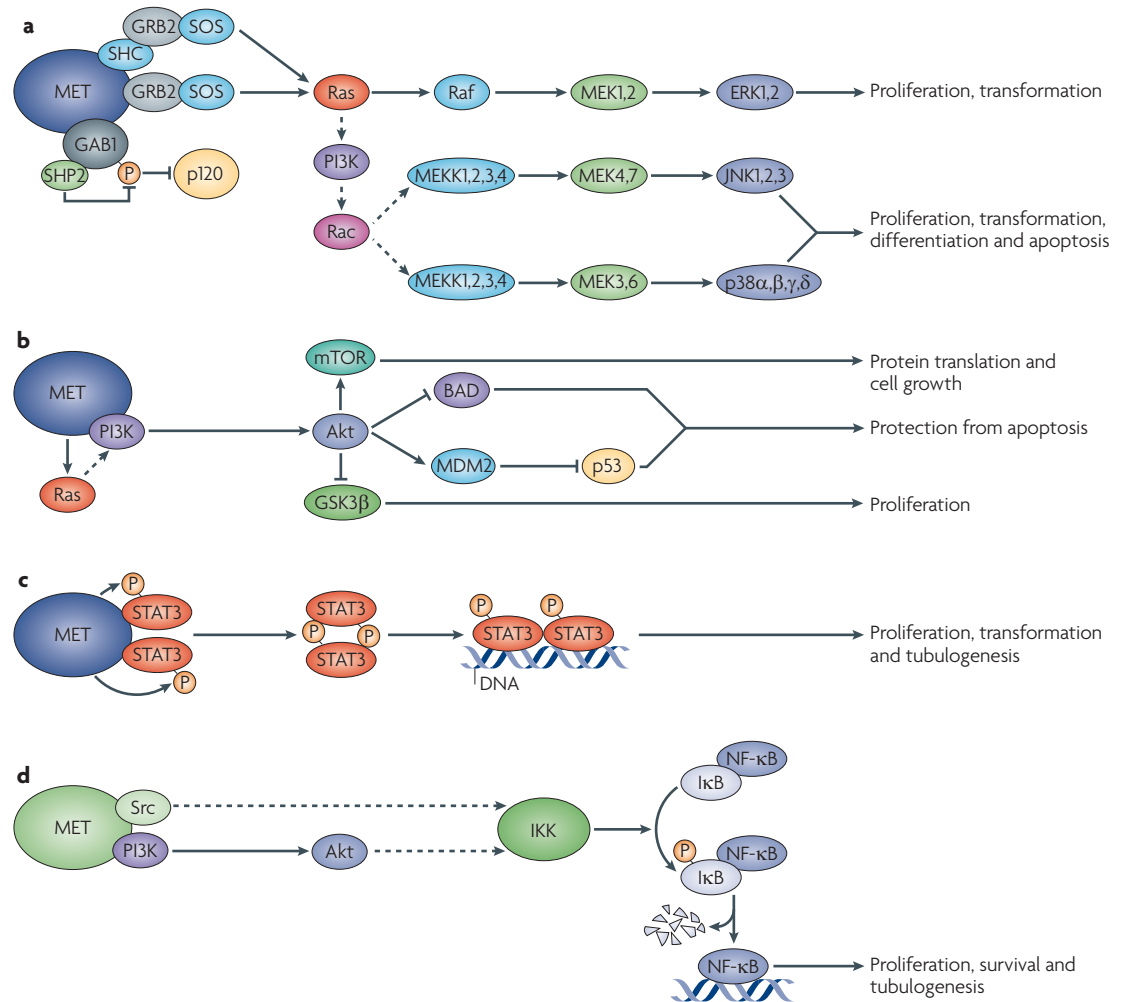 a
GRB2 SOS
SHC
MET
GRB2 SOS
Ras
Raf
MEK1,2
ERK1,2
Proliferation, transformation
GAB1
SHP2
P
p120
PI3K
MEKK1,2,3,4
MEK4,7
JNK1,2,3
Rac
Proliferation, transformation,
differentiation and apoptosis
MEKK1,2,3,4
MEK3,6
p38α,β,γ,δ
b
MET
PI3K
Ras
mTOR
Protein translation and
cell growth
BAD
Akt
Protection from apoptosis
MDM2
p53
GSK3β
Proliferation
c
MET
P
STAT3
STAT3
P
STAT3
P
P
STAT3
P
P
STAT3
STAT3
DNA
Proliferation, transformation
and tubulogenesis
d
MET
Src
PI3K
Akt
IKK
NF-κB
IκB
P
NF-κB
IκB
NF-κB
Proliferation, survival and
tubulogenesis